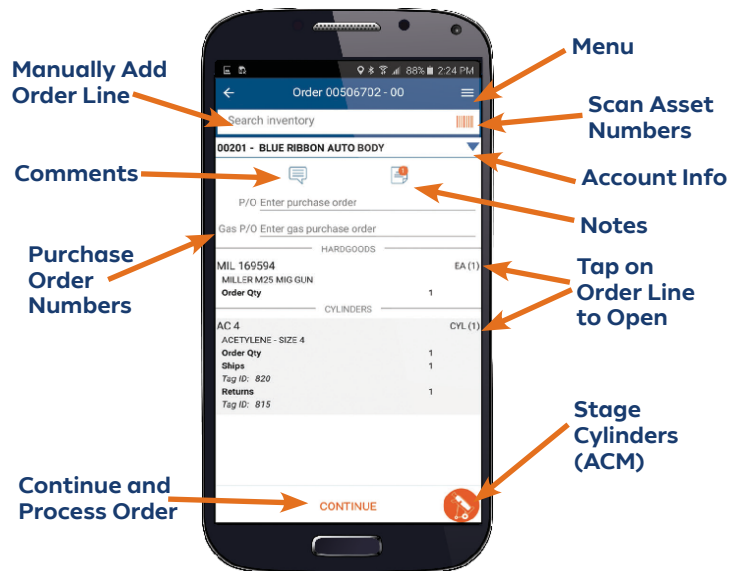 Manually Add
Order Line
Comments
Purchase
Order
Numbers
Continue and
Process Order
88% 2:24 PM
Order 00506702 - 00
Search inventory
00201 - BLUE RIBBON AUTO BODY
P/O Enter purchase order
Gas P/O Enter gas purchase order
HARDGOODS
MIL 169594 EA (1)
MILLER M25 MIG GUN
Order Qty 1
CYLINDERS
AC 4 CYL (1)
ACETYLENE - SIZE 4
Order Qty 1
Ships 1
Tag ID: 820
Returns 1
Tag ID: 815
CONTINUE
Menu
Scan Asset
Numbers
Account Info
Notes
Tap on
Order Line
to Open
Stage
Cylinders
(ACM)